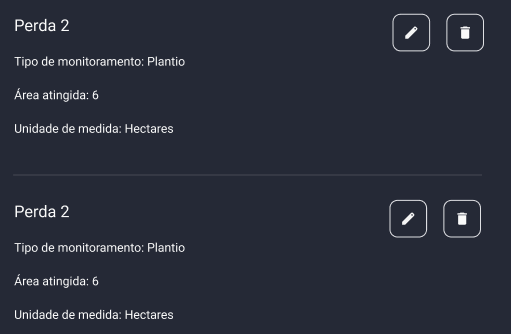 Perda 2
Tipo de monitoramento: Plantio
Área atingida: 6
Unidade de medida: Hectares
Perda 2
Tipo de monitoramento: Plantio
Área atingida: 6
Unidade de medida: Hectares